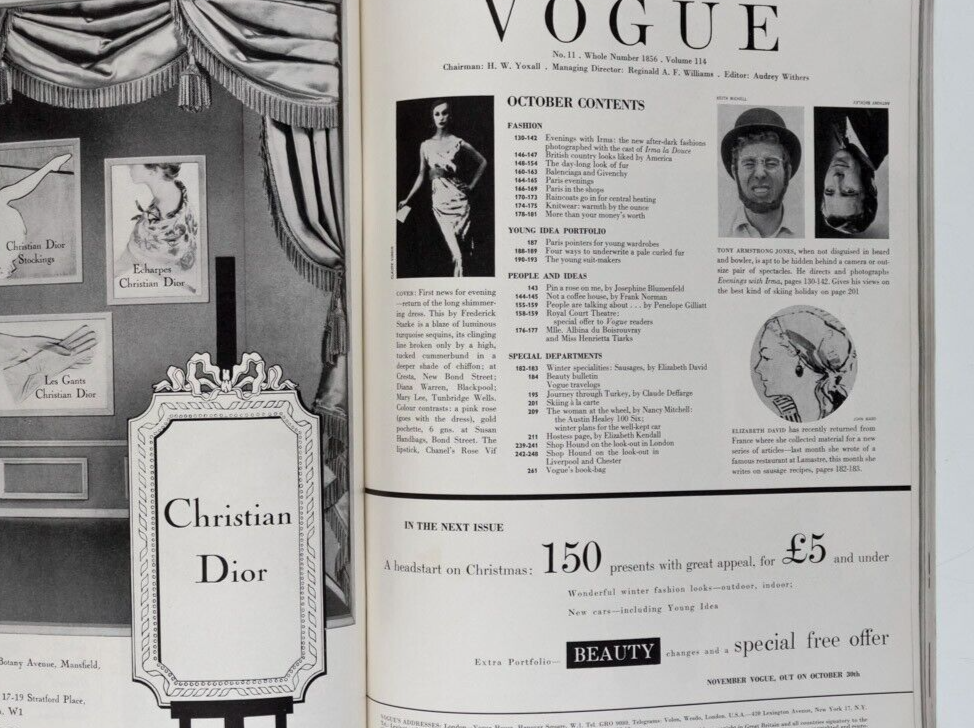 Christian Dior
Stockings
Echarpes
Christian Dior
Les Gants
Christian Dior
Christian
Dior
Botany Avenue, Mansfield,
17-19 Stratford Place,
W1
VOGUE
No. 11 . Whole Number 1856 . Volume 114
Chairman: H. W. Yoxall . Managing Director: Reginald A. F. Williams . Editor: Audrey Withers
COVER: First news for evening
—return of the long shimmer-
ing dress. This by Frederick
Starke is a blaze of luminous
turquoise sequins, its clinging
line broken only by a high,
tucked cummerbund in a
deeper shade of chiffon; at
Cresta, New Bond Street;
Diana Warren, Blackpool;
Mary Lee, Tunbridge Wells.
Colour contrasts: a pink rose
(goes with the dress), gold
pochette, 6 gns. at Susan
Handbags, Bond Street. The
lipstick, Chanel's Rose Vif
OCTOBER CONTENTS
FASHION
130-142 Evenings with Irma: the new after-dark fashions
photographed with the cast of Irma la Douce
146-147 British country looks liked by America
148-154 The day-long look of fur
160-163 Balenciaga and Givenchy
164-165 Paris evenings
166-169 Paris in the shops
170-173 Raincoats go in for central heating
174-175 Knitwear: warmth by the ounce
178-181 More than your money's worth
YOUNG IDEA PORTFOLIO
187 Paris pointers for young wardrobes
188-189 Four ways to underwrite a pale curled fur
190-193 The young suit-makers
PEOPLE AND IDEAS
143 Pin a rose on me, by Josephine Blumenfeld
144-145 Not a coffee house, by Frank Norman
155-159 People are talking about . . . by Penelope Gilliatt
158-159 Royal Court Theatre:
special offer to Vogue readers
176-177 Mlle. Albina du Boisrouvray
and Miss Henrietta Tiarks
SPECIAL DEPARTMENTS
182-183 Winter specialities: Sausages, by Elizabeth David
184 Beauty bulletin
Vogue travelogs
195 Journey through Turkey, by Claude Deffarge
201 Skiing à la carte
209 The woman at the wheel, by Nancy Mitchell:
the Austin Healey 100 Six;
winter plans for the well-kept car
211 Hostess page, by Elizabeth Kendall
239-241 Shop Hound on the look-out in London
242-248 Shop Hound on the look-out in
Liverpool and Chester
261 Vogue's book-bag
TONY ARMSTRONG JONES, when not disguised in beard
and bowler, is apt to be hidden behind a camera or out-
size pair of spectacles. He directs and photographs
Evenings with Irma, pages 130-142. Gives his views on
the best kind of skiing holiday on page 201
ELIZABETH DAVID has recently returned from
France where she collected material for a new
series of articles—last month she wrote of a
famous restaurant at Lamastre, this month she
writes on sausage recipes, pages 182-183.
IN THE NEXT ISSUE
A headstart on Christmas: 150 presents with great appeal, for £5 and under
Wonderful winter fashion looks—outdoor, indoor;
New cars—including Young Idea
Extra Portfolio— BEAUTY changes and a special free offer
NOVEMBER VOGUE, OUT ON OCTOBER 30th